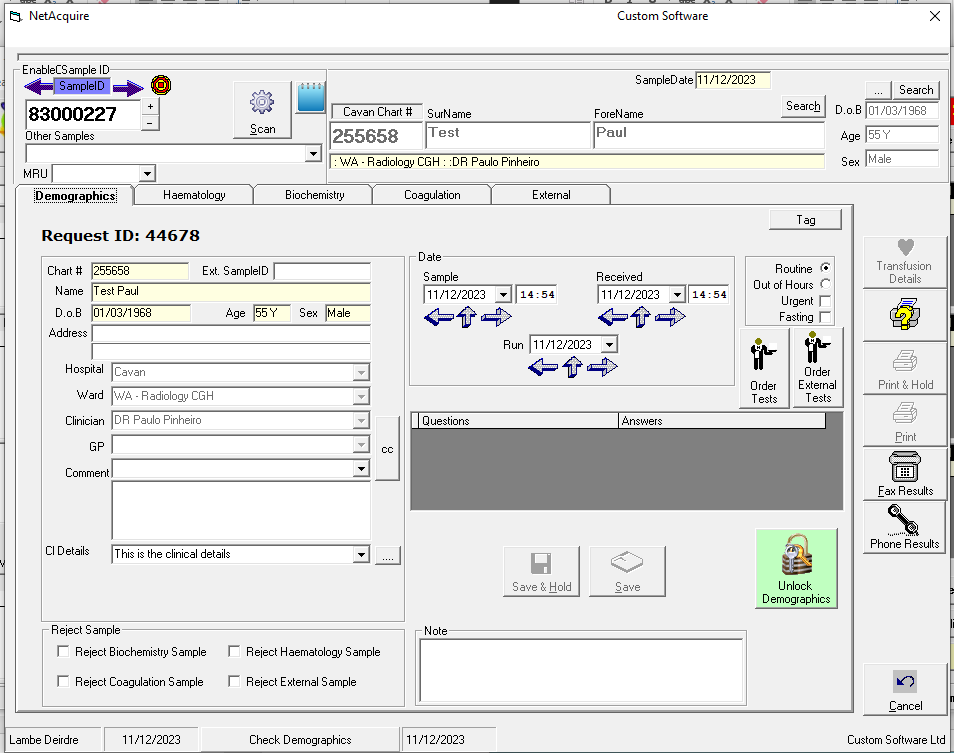 NetAcquire
Custom Software
EnableCSample ID
SampleID
83000227
+
-
Other Samples
MRU
Scan
SampleDate 11/12/2023
Cavan Chart # SurName ForeName
Search
255658 Test Paul
: WA - Radiology CGH : :DR Paulo Pinheiro
... Search
D.o.B 01/03/1968
Age 55 Y
Sex Male
Demographics Haematology Biochemistry Coagulation External
Tag
Request ID: 44678
Chart # 255658 Ext. SampleID
Name Test Paul
D.o.B 01/03/1968 Age 55 Y Sex Male
Address
Hospital Cavan
Ward WA - Radiology CGH
Clinician DR Paulo Pinheiro
GP
cc
Comment
Cl Details This is the clinical details ....
Date
Sample Received
11/12/2023 14:54 11/12/2023 14:54
Run 11/12/2023
Routine
Out of Hours
Urgent
Fasting
Order
Tests
Order
External
Tests
Questions Answers
Save & Hold
Save
Unlock
Demographics
Reject Sample
Reject Biochemistry Sample Reject Haematology Sample
Reject Coagulation Sample Reject External Sample
Note
Transfusion
Details
Print & Hold
Print
Fax Results
Phone Results
Cancel
Lambe Deirdre 11/12/2023 Check Demographics 11/12/2023 Custom Software Ltd